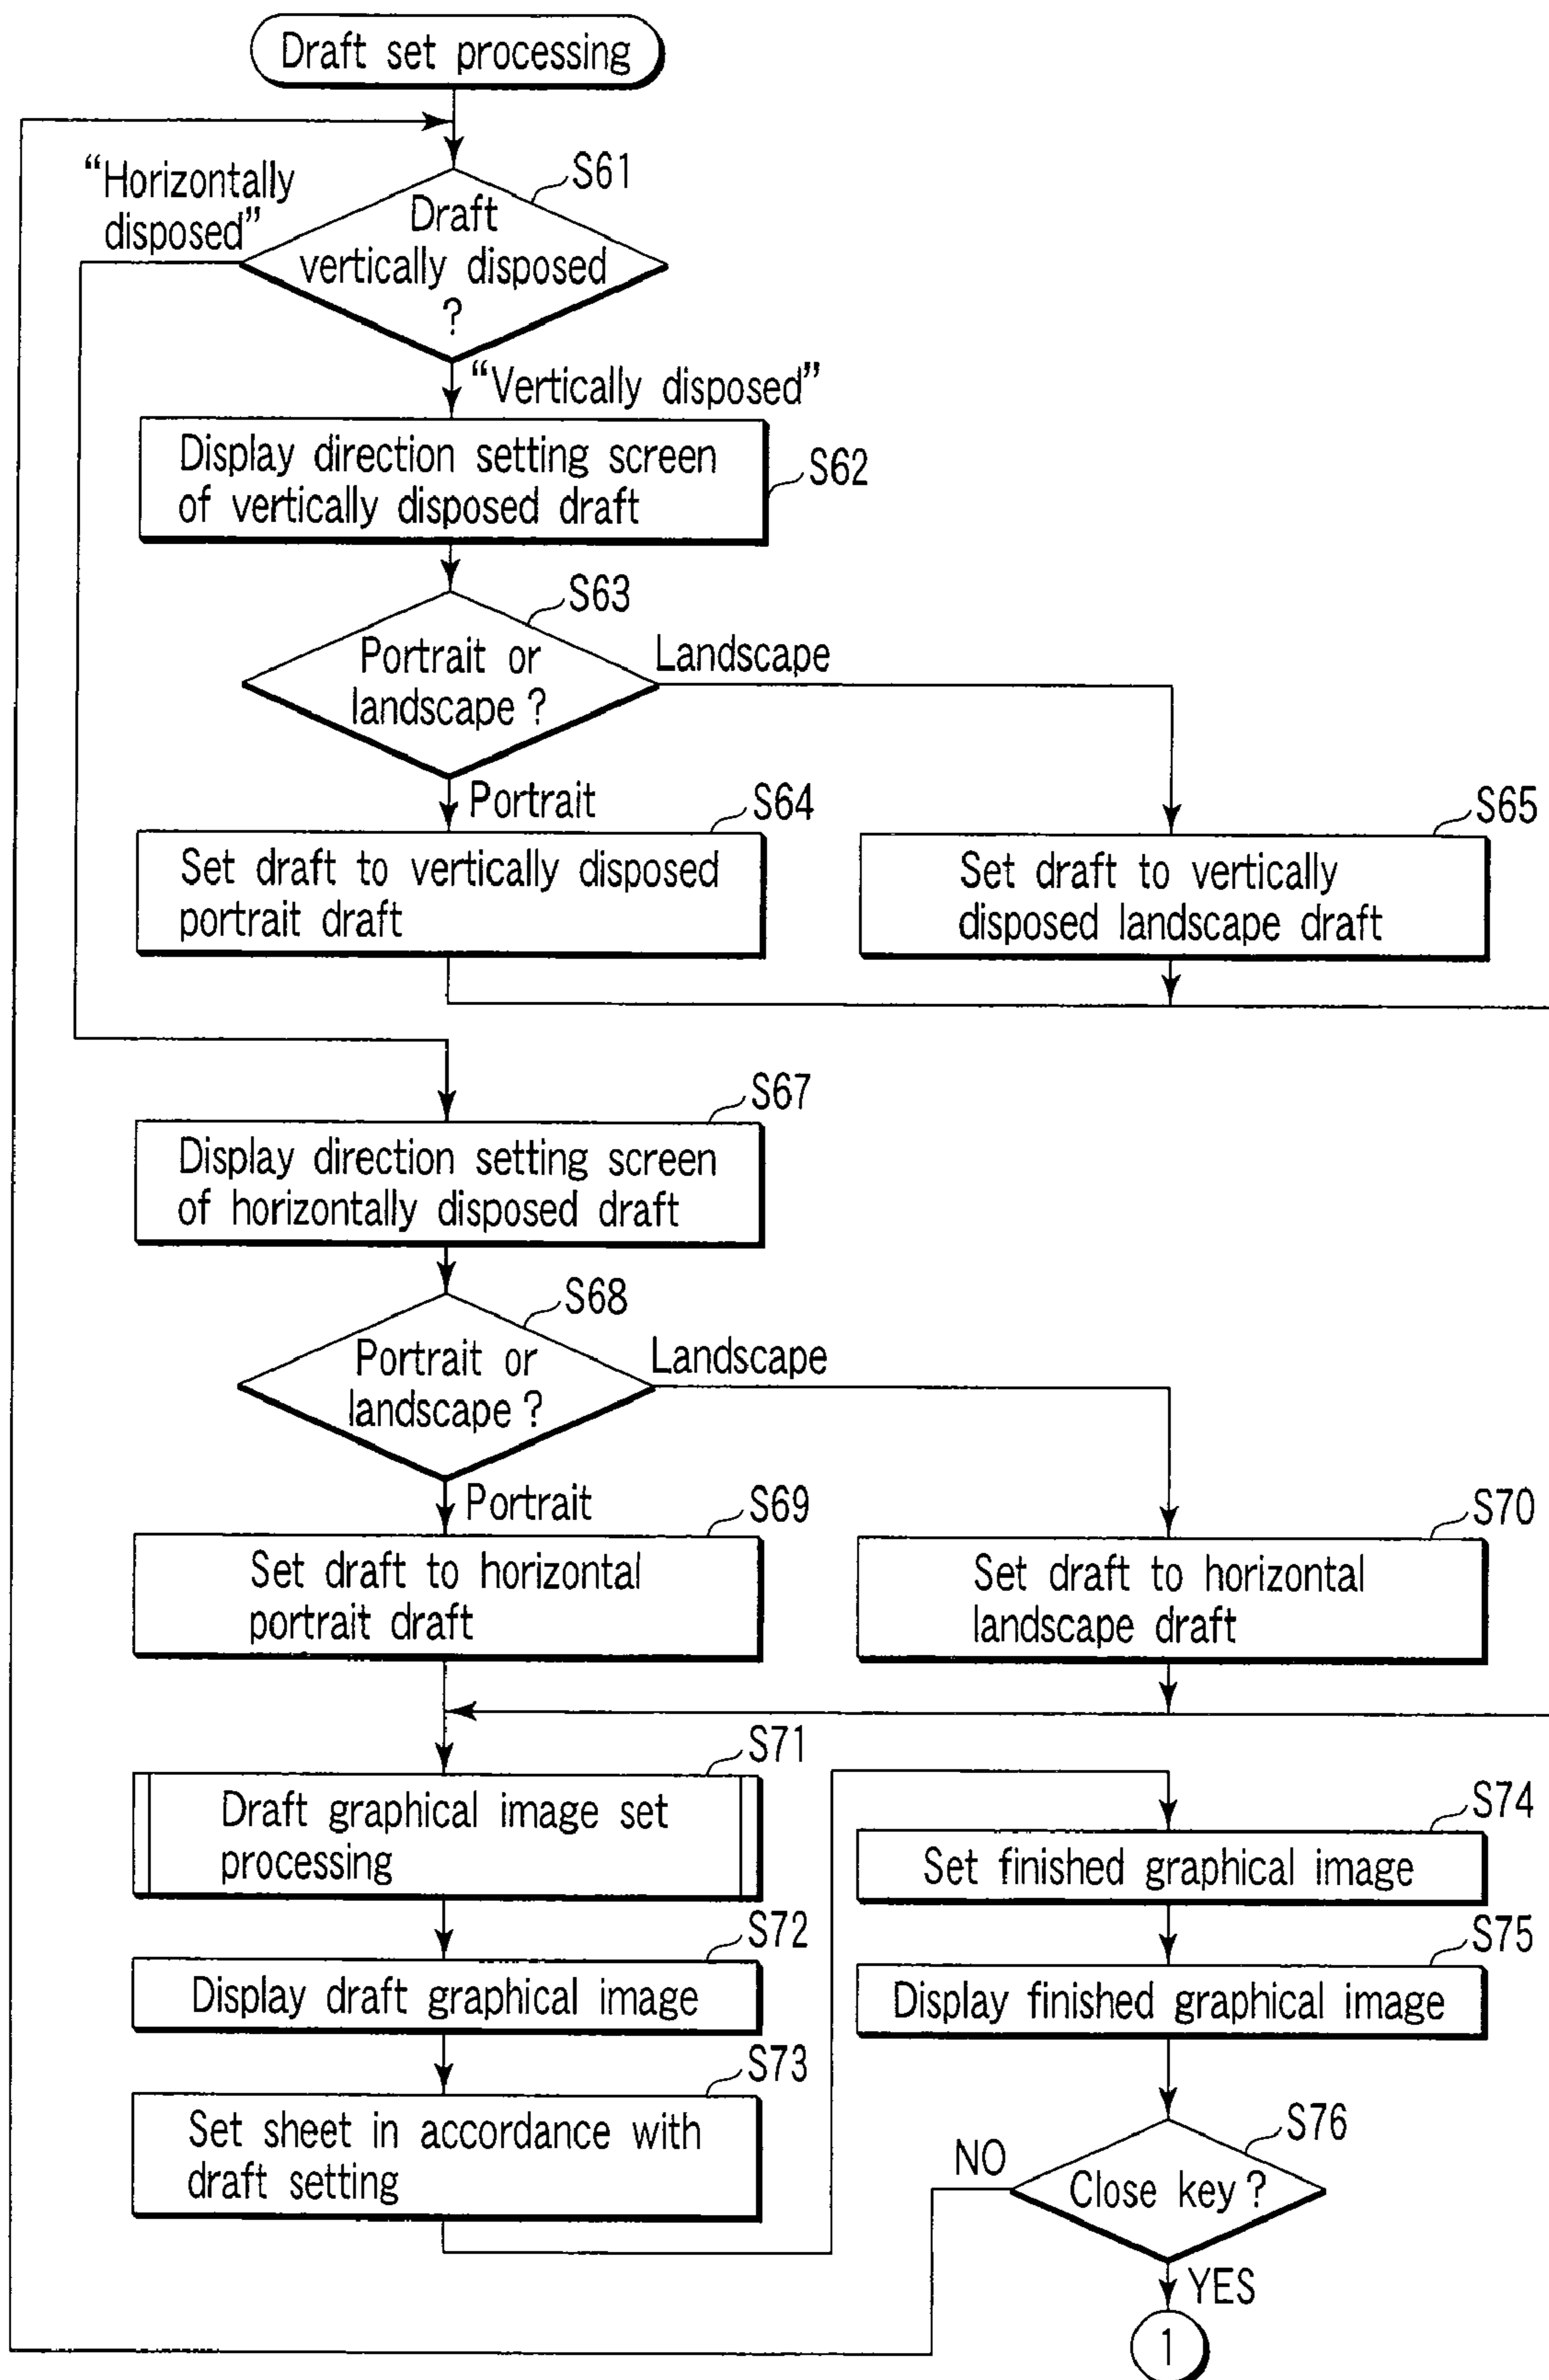 Draft set processing
“Horizontally
disposed”
S61
Draft
vertically disposed
?
“Vertically disposed”
Display direction setting screen
of vertically disposed draft
S62
S63
Portrait or
landscape ?
Landscape
Portrait
S64
Set draft to vertically disposed
portrait draft
S65
Set draft to vertically
disposed landscape draft
S67
Display direction setting screen
of horizontally disposed draft
S68
Portrait or
landscape ?
Landscape
Portrait
S69
Set draft to horizontal
portrait draft
S70
Set draft to horizontal
landscape draft
S71
Draft graphical image set
processing
S72
Display draft graphical image
S73
Set sheet in accordance with
draft setting
S74
Set finished graphical image
S75
Display finished graphical image
S76
Close key ?
NO
YES
1